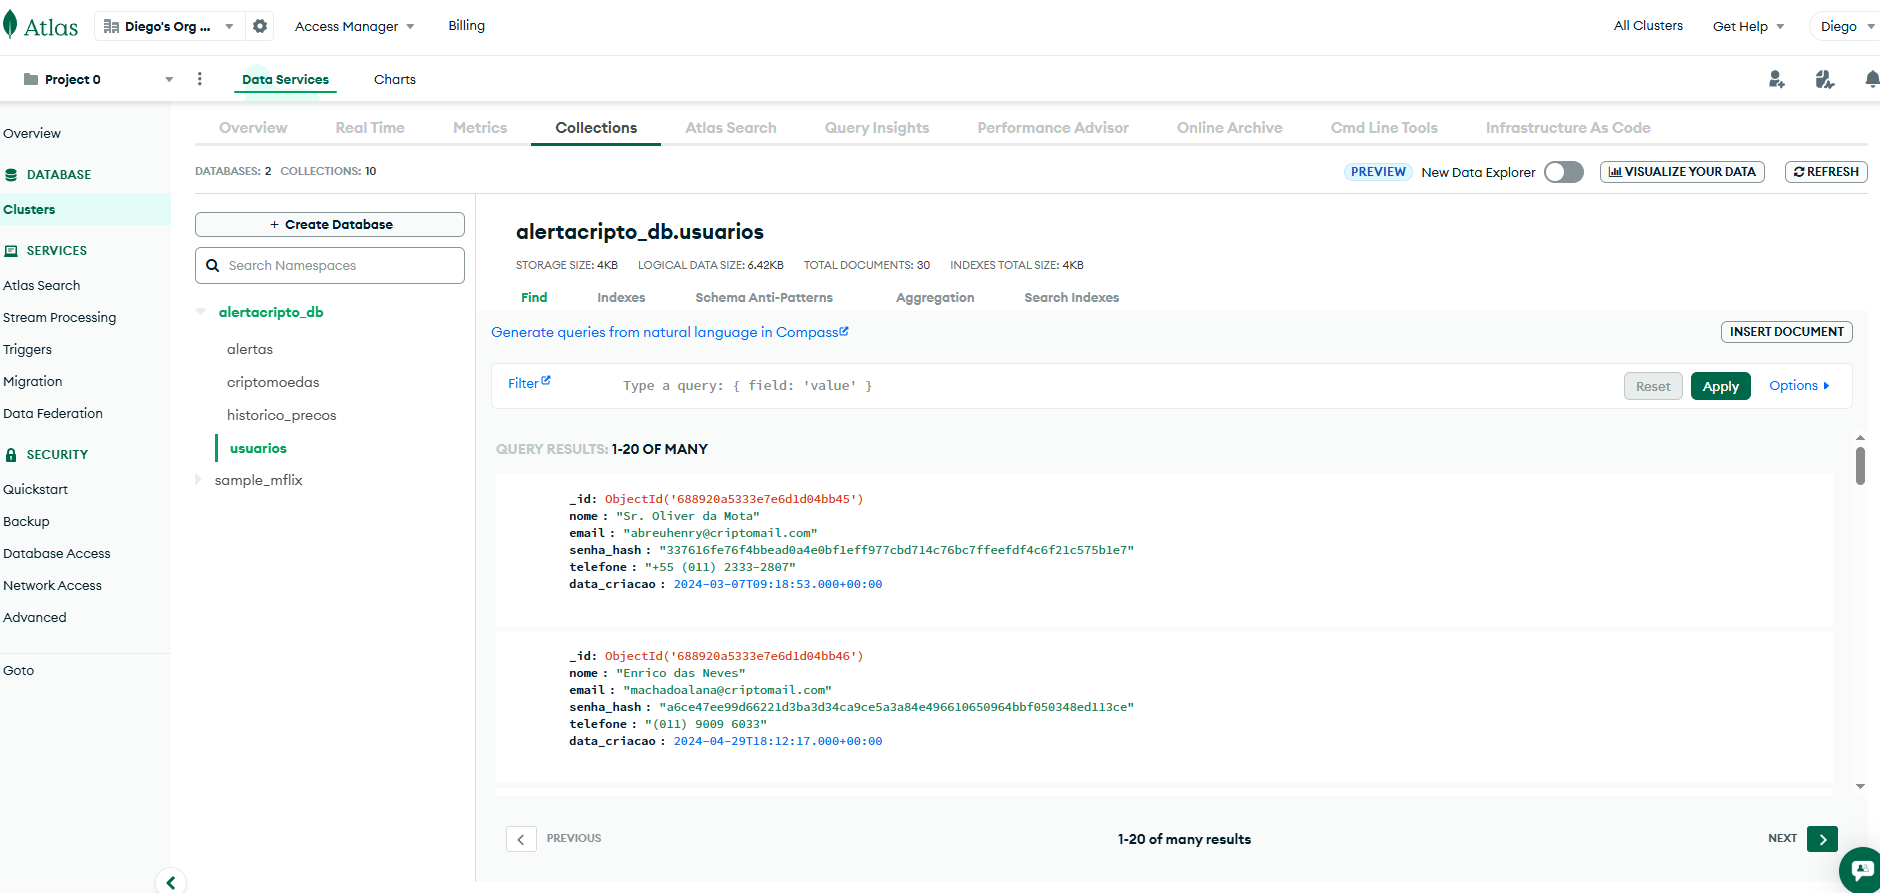 Atlas
Diego's Org ...
Access Manager
Billing
All Clusters
Get Help
Diego
Project 0
Data Services
Charts
Overview
Real Time
Metrics
Collections
Atlas Search
Query Insights
Performance Advisor
Online Archive
Cmd Line Tools
Infrastructure As Code
Overview
DATABASE
Clusters
SERVICES
Atlas Search
Stream Processing
Triggers
Migration
Data Federation
SECURITY
Quickstart
Backup
Database Access
Network Access
Advanced
Goto
DATABASES: 2 COLLECTIONS: 10
PREVIEW New Data Explorer
VISUALIZE YOUR DATA
REFRESH
+ Create Database
Search Namespaces
alertacripto_db
alertas
criptomoedas
historico_precos
usuarios
sample_mflix
alertacripto_db.usuarios
STORAGE SIZE: 4KB LOGICAL DATA SIZE: 6.42KB TOTAL DOCUMENTS: 30 INDEXES TOTAL SIZE: 4KB
Find
Indexes
Schema Anti-Patterns
Aggregation
Search Indexes
Generate queries from natural language in Compass
INSERT DOCUMENT
Filter
Type a query: { field: 'value' }
Reset
Apply
Options
QUERY RESULTS: 1-20 OF MANY
_id: ObjectId('688920a5333e7e6d1d04bb45')
nome : "Sr. Oliver da Mota"
email : "abreuhenry@criptomail.com"
senha_hash : "337616fe76f4bbead0a4e0bf1eff977cbd714c76bc7ffeefdf4c6f21c575b1e7"
telefone : "+55 (011) 2333-2807"
data_criacao : 2024-03-07T09:18:53.000+00:00
_id: ObjectId('688920a5333e7e6d1d04bb46')
nome : "Enrico das Neves"
email : "machadoalana@criptomail.com"
senha_hash : "a6ce47ee99d66221d3ba3d34ca9ce5a3a84e496610650964bbf050348ed113ce"
telefone : "(011) 9009 6033"
data_criacao : 2024-04-29T18:12:17.000+00:00
PREVIOUS
1-20 of many results
NEXT